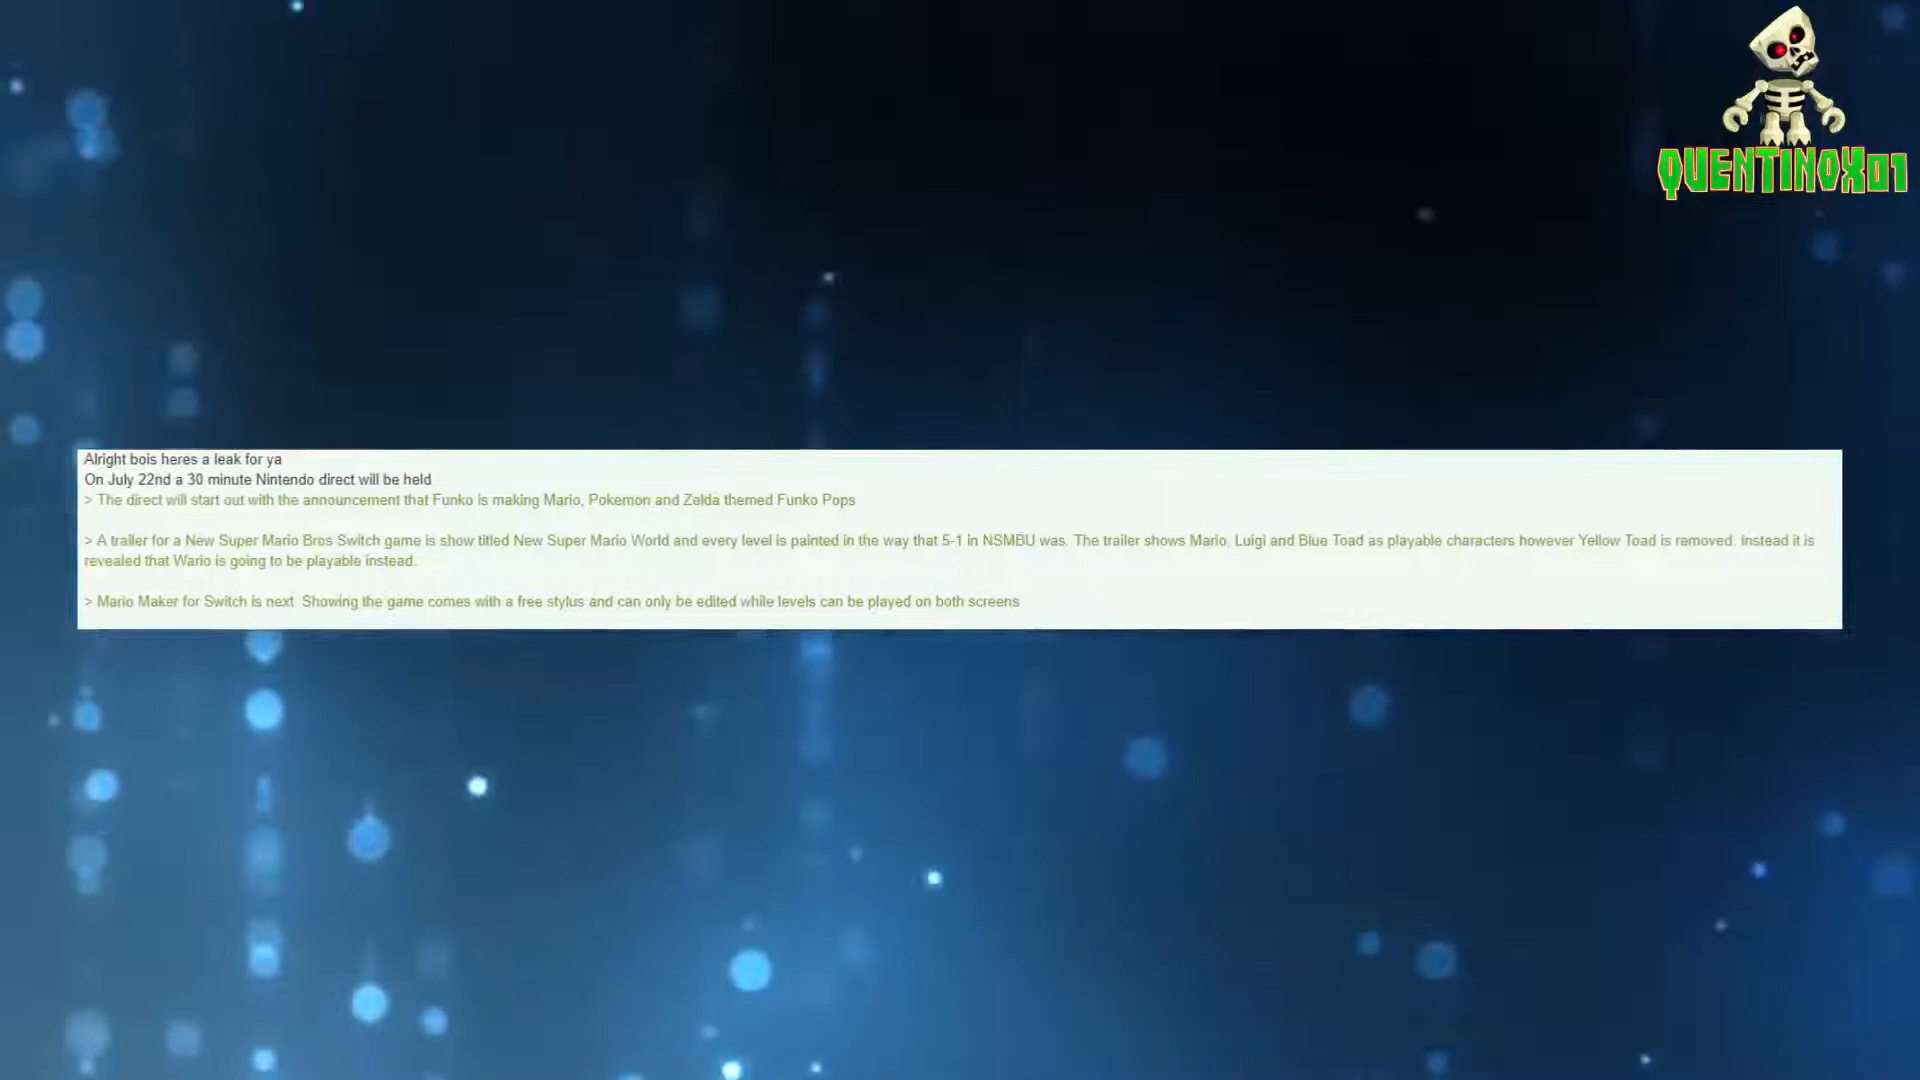 QUENTINOX01
Alright bois heres a leak for ya
On July 22nd a 30 minute Nintendo direct will be held
> The direct will start out with the announcement that Funko is making Mario, Pokemon and Zelda themed Funko Pops
> A trailer for a New Super Mario Bros Switch game is show titled New Super Mario World and every level is painted in the way that 5-1 in NSMBU was. The trailer shows Mario, Luigi and Blue Toad as playable characters however Yellow Toad is removed. Instead it is
revealed that Wario is going to be playable instead.
> Mario Maker for Switch is next  Showing the game comes with a free stylus and can only be edited while levels can be played on both screens